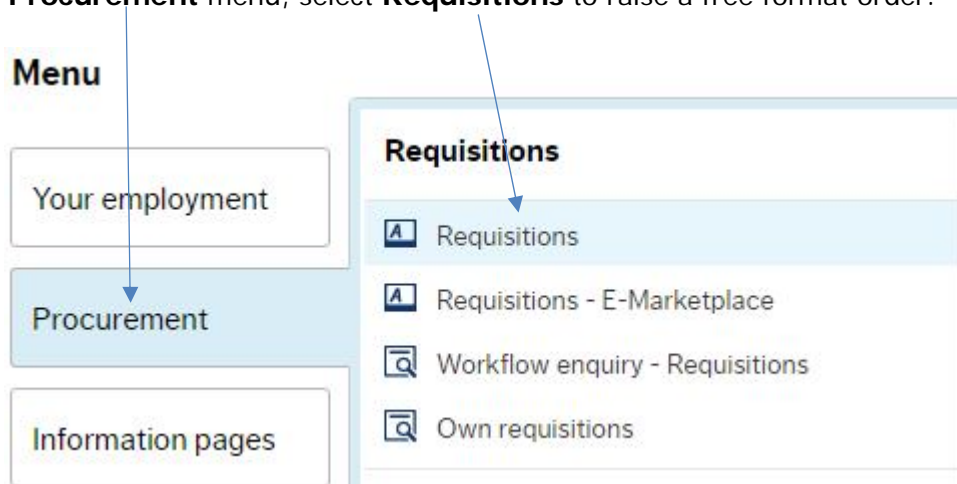 Procurement menu, select Requisitions to raise a free format order.
Menu
Your employment
Procurement
Information pages
Requisitions
Requisitions
Requisitions - E-Marketplace
Workflow enquiry - Requisitions
Own requisitions